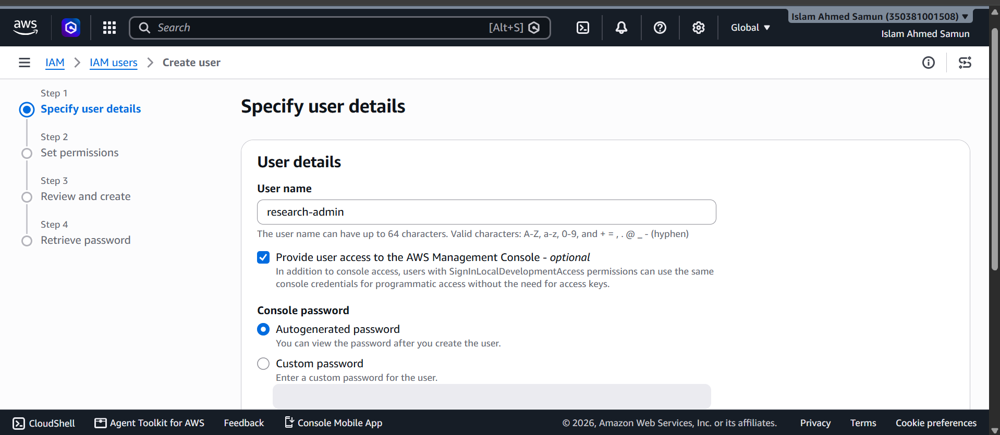 aws
Search
[Alt+S]
Global
Islam Ahmed Samun (350381001508)
Islam Ahmed Samun
IAM
IAM users
Create user
Step 1
Specify user details
Step 2
Set permissions
Step 3
Review and create
Step 4
Retrieve password
Specify user details
User details
User name
research-admin
The user name can have up to 64 characters. Valid characters: A-Z, a-z, 0-9, and + = , . @ _ - (hyphen)
Provide user access to the AWS Management Console - optional
In addition to console access, users with SignInLocalDevelopmentAccess permissions can use the same
console credentials for programmatic access without the need for access keys.
Console password
Autogenerated password
You can view the password after you create the user.
Custom password
Enter a custom password for the user.
CloudShell
Agent Toolkit for AWS
Feedback
Console Mobile App
© 2026, Amazon Web Services, Inc. or its affiliates.
Privacy
Terms
Cookie preferences